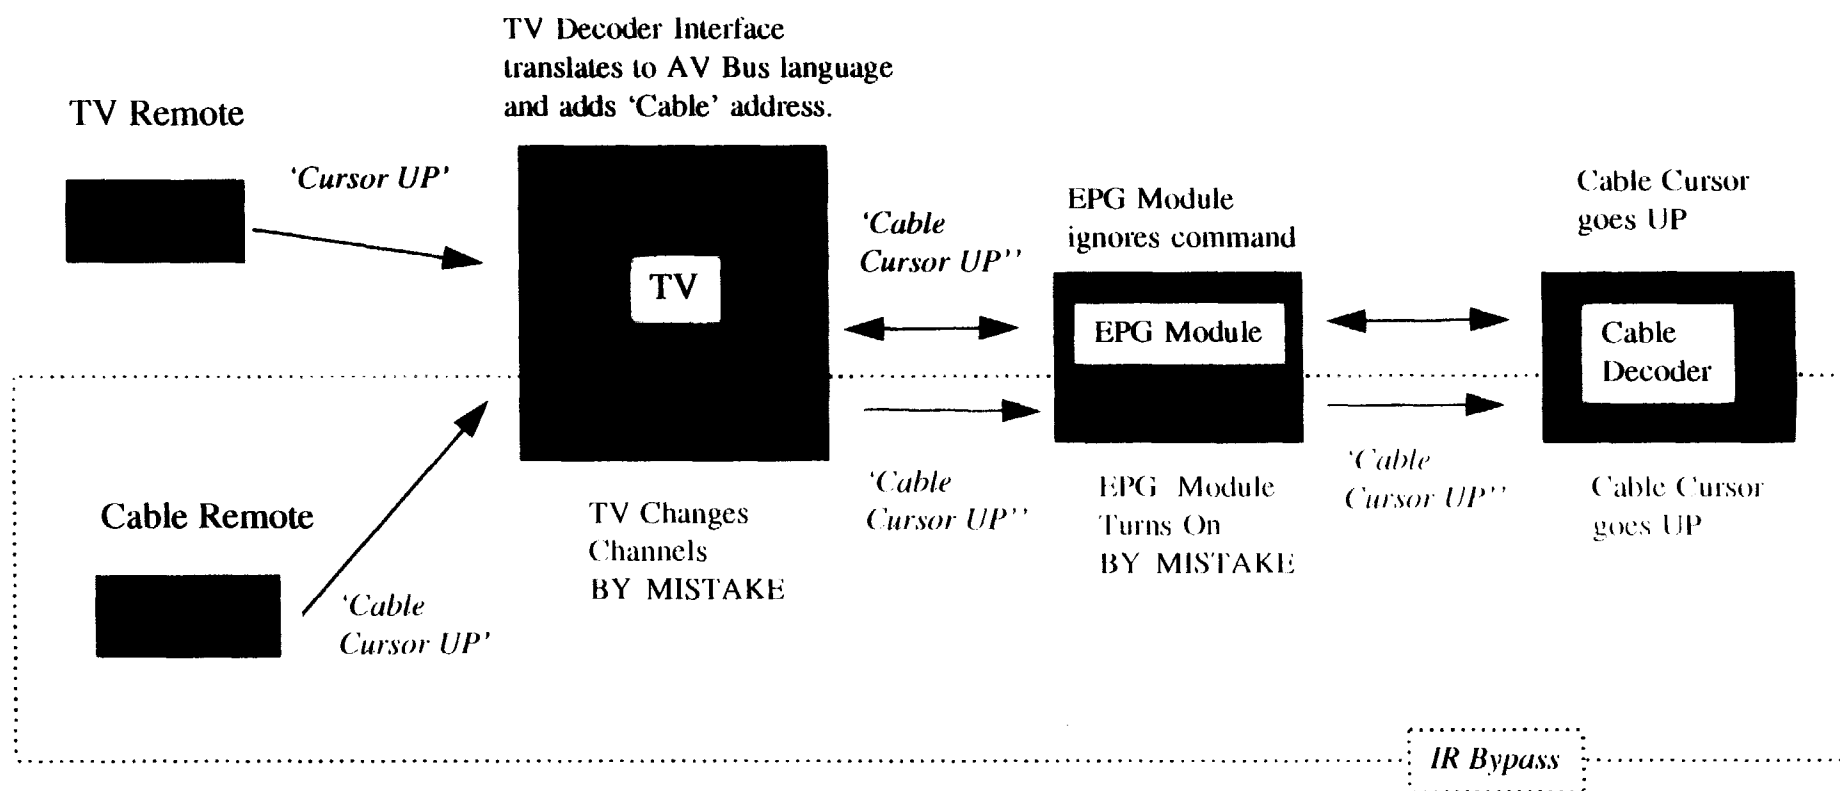 TV Decoder Interface
translates to AV Bus language
and adds ‘Cable’ address.
TV Remote
‘Cursor UP’
TV
‘Cable
Cursor UP’’
EPG Module
ignores command
EPG Module
Cable Cursor
goes UP
Cable
Decoder
Cable Remote
‘Cable
Cursor UP’
TV Changes
Channels
BY MISTAKE
‘Cable
Cursor UP’’
EPG Module
Turns On
BY MISTAKE
‘Cable
Cursor UP’’
Cable Cursor
goes UP
IR Bypass